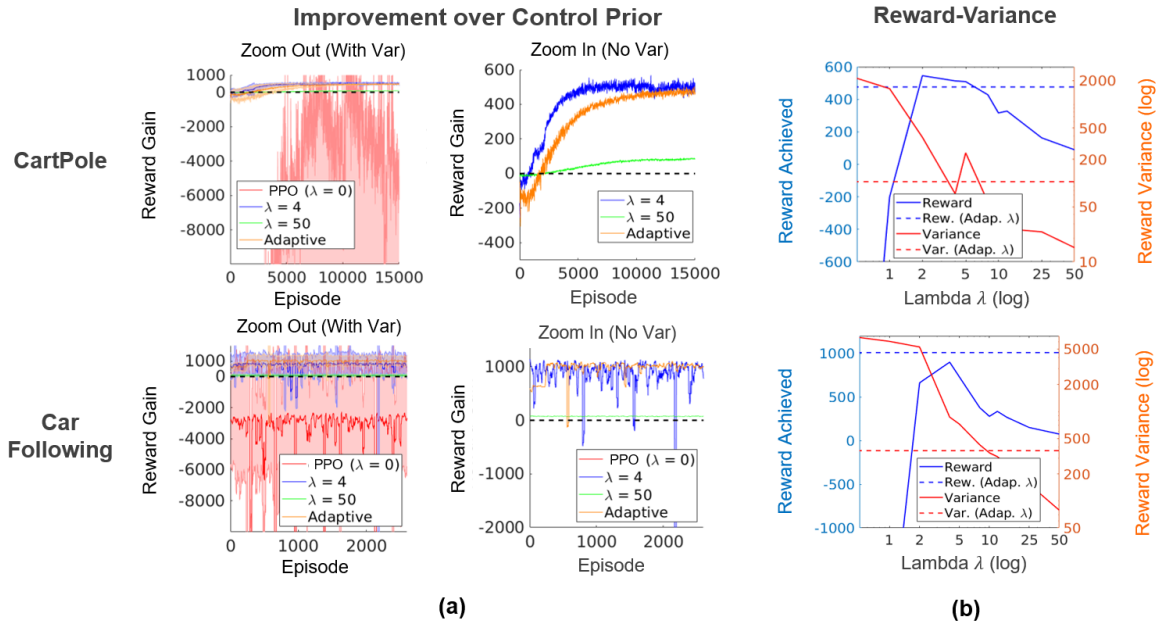 Improvement over Control Prior
Reward-Variance
Zoom Out (With Var)
Zoom In (No Var)
CartPole
Reward Gain
1000
0
-2000
-4000
-6000
-8000
PPO (λ = 0)
λ = 4
λ = 50
Adaptive
0 5000 10000 15000
Episode
Reward Gain
600
400
200
0
-200
-400
λ = 4
λ = 50
Adaptive
0 5000 10000 15000
Episode
Reward Achieved
600
400
200
0
-200
-400
-600
Reward
Rew. (Adap. λ)
Variance
Var. (Adap. λ)
2000
500
200
50
10
Reward Variance (log)
1 2 5 10 25 50
Lambda λ (log)
Zoom Out (With Var)
Zoom In (No Var)
Car
Following
Reward Gain
1000
0
-2000
-4000
-6000
-8000
PPO (λ = 0)
λ = 4
λ = 50
Adaptive
0 1000 2000
Episode
Reward Gain
1000
0
-1000
-2000
PPO (λ = 0)
λ = 4
λ = 50
Adaptive
0 1000 2000
Episode
Reward Achieved
1000
500
0
-500
-1000
Reward
Rew. (Adap. λ)
Variance
Var. (Adap. λ)
5000
2000
500
200
50
Reward Variance (log)
1 2 5 10 25 50
Lambda λ (log)
(a)
(b)